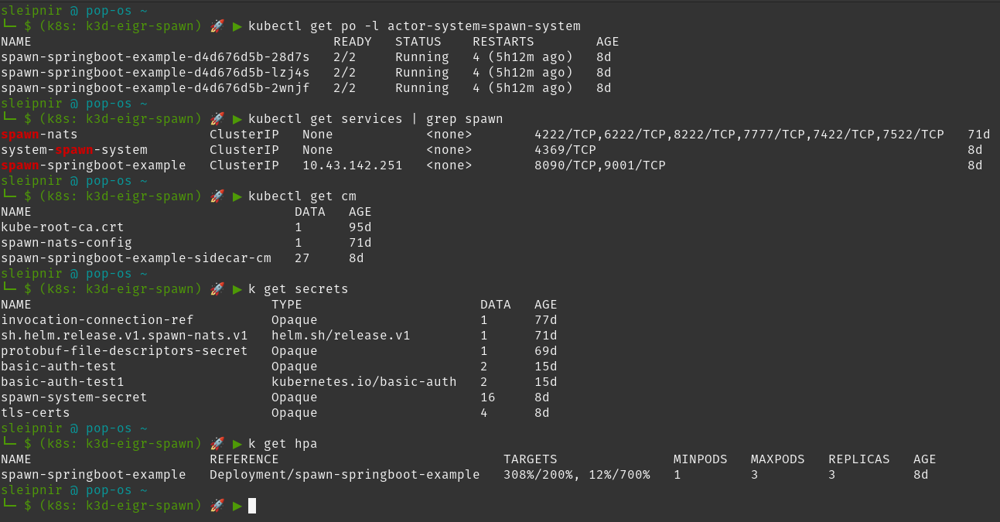 sleipnir @ pop-os ~
└─ $ (k8s: k3d-eigr-spawn) 🚀 ▶ kubectl get po -l actor-system=spawn-system
NAME                                       READY   STATUS    RESTARTS        AGE
spawn-springboot-example-d4d676d5b-28d7s   2/2     Running   4 (5h12m ago)   8d
spawn-springboot-example-d4d676d5b-lzj4s   2/2     Running   4 (5h12m ago)   8d
spawn-springboot-example-d4d676d5b-2wnjf   2/2     Running   4 (5h12m ago)   8d
sleipnir @ pop-os ~
└─ $ (k8s: k3d-eigr-spawn) 🚀 ▶ kubectl get services | grep spawn
spawn-nats                 ClusterIP   None            <none>        4222/TCP,6222/TCP,8222/TCP,7777/TCP,7422/TCP,7522/TCP   71d
system-spawn-system        ClusterIP   None            <none>        4369/TCP                                                8d
spawn-springboot-example   ClusterIP   10.43.142.251   <none>        8090/TCP,9001/TCP                                       8d
sleipnir @ pop-os ~
└─ $ (k8s: k3d-eigr-spawn) 🚀 ▶ kubectl get cm
NAME                                  DATA   AGE
kube-root-ca.crt                      1      95d
spawn-nats-config                     1      71d
spawn-springboot-example-sidecar-cm   27     8d
sleipnir @ pop-os ~
└─ $ (k8s: k3d-eigr-spawn) 🚀 ▶ k get secrets
NAME                               TYPE                       DATA   AGE
invocation-connection-ref          Opaque                     1      77d
sh.helm.release.v1.spawn-nats.v1   helm.sh/release.v1         1      71d
protobuf-file-descriptors-secret   Opaque                     1      69d
basic-auth-test                    Opaque                     2      15d
basic-auth-test1                   kubernetes.io/basic-auth   2      15d
spawn-system-secret                Opaque                     16     8d
tls-certs                          Opaque                     4      8d
sleipnir @ pop-os ~
└─ $ (k8s: k3d-eigr-spawn) 🚀 ▶ k get hpa
NAME                       REFERENCE                             TARGETS               MINPODS   MAXPODS   REPLICAS   AGE
spawn-springboot-example   Deployment/spawn-springboot-example   308%/200%, 12%/700%   1         3         3          8d
sleipnir @ pop-os ~
└─ $ (k8s: k3d-eigr-spawn) 🚀 ▶